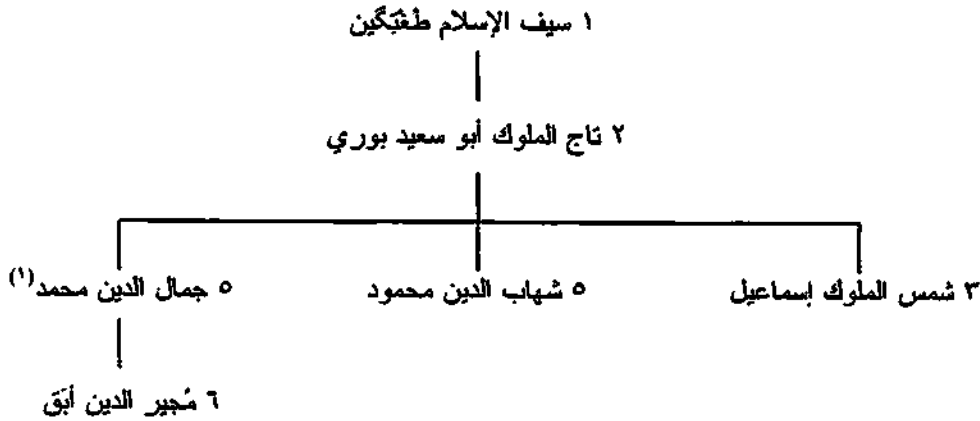 ١ سيف الإسلام طُغْتَكِين
٢ تاج الملوك أبو سعيد بوري
٣ شمس الملوك إسماعيل
٥ شهاب الدين محمود
٥ جمال الدين محمد(١)
٦ مُجير الدين أبَق